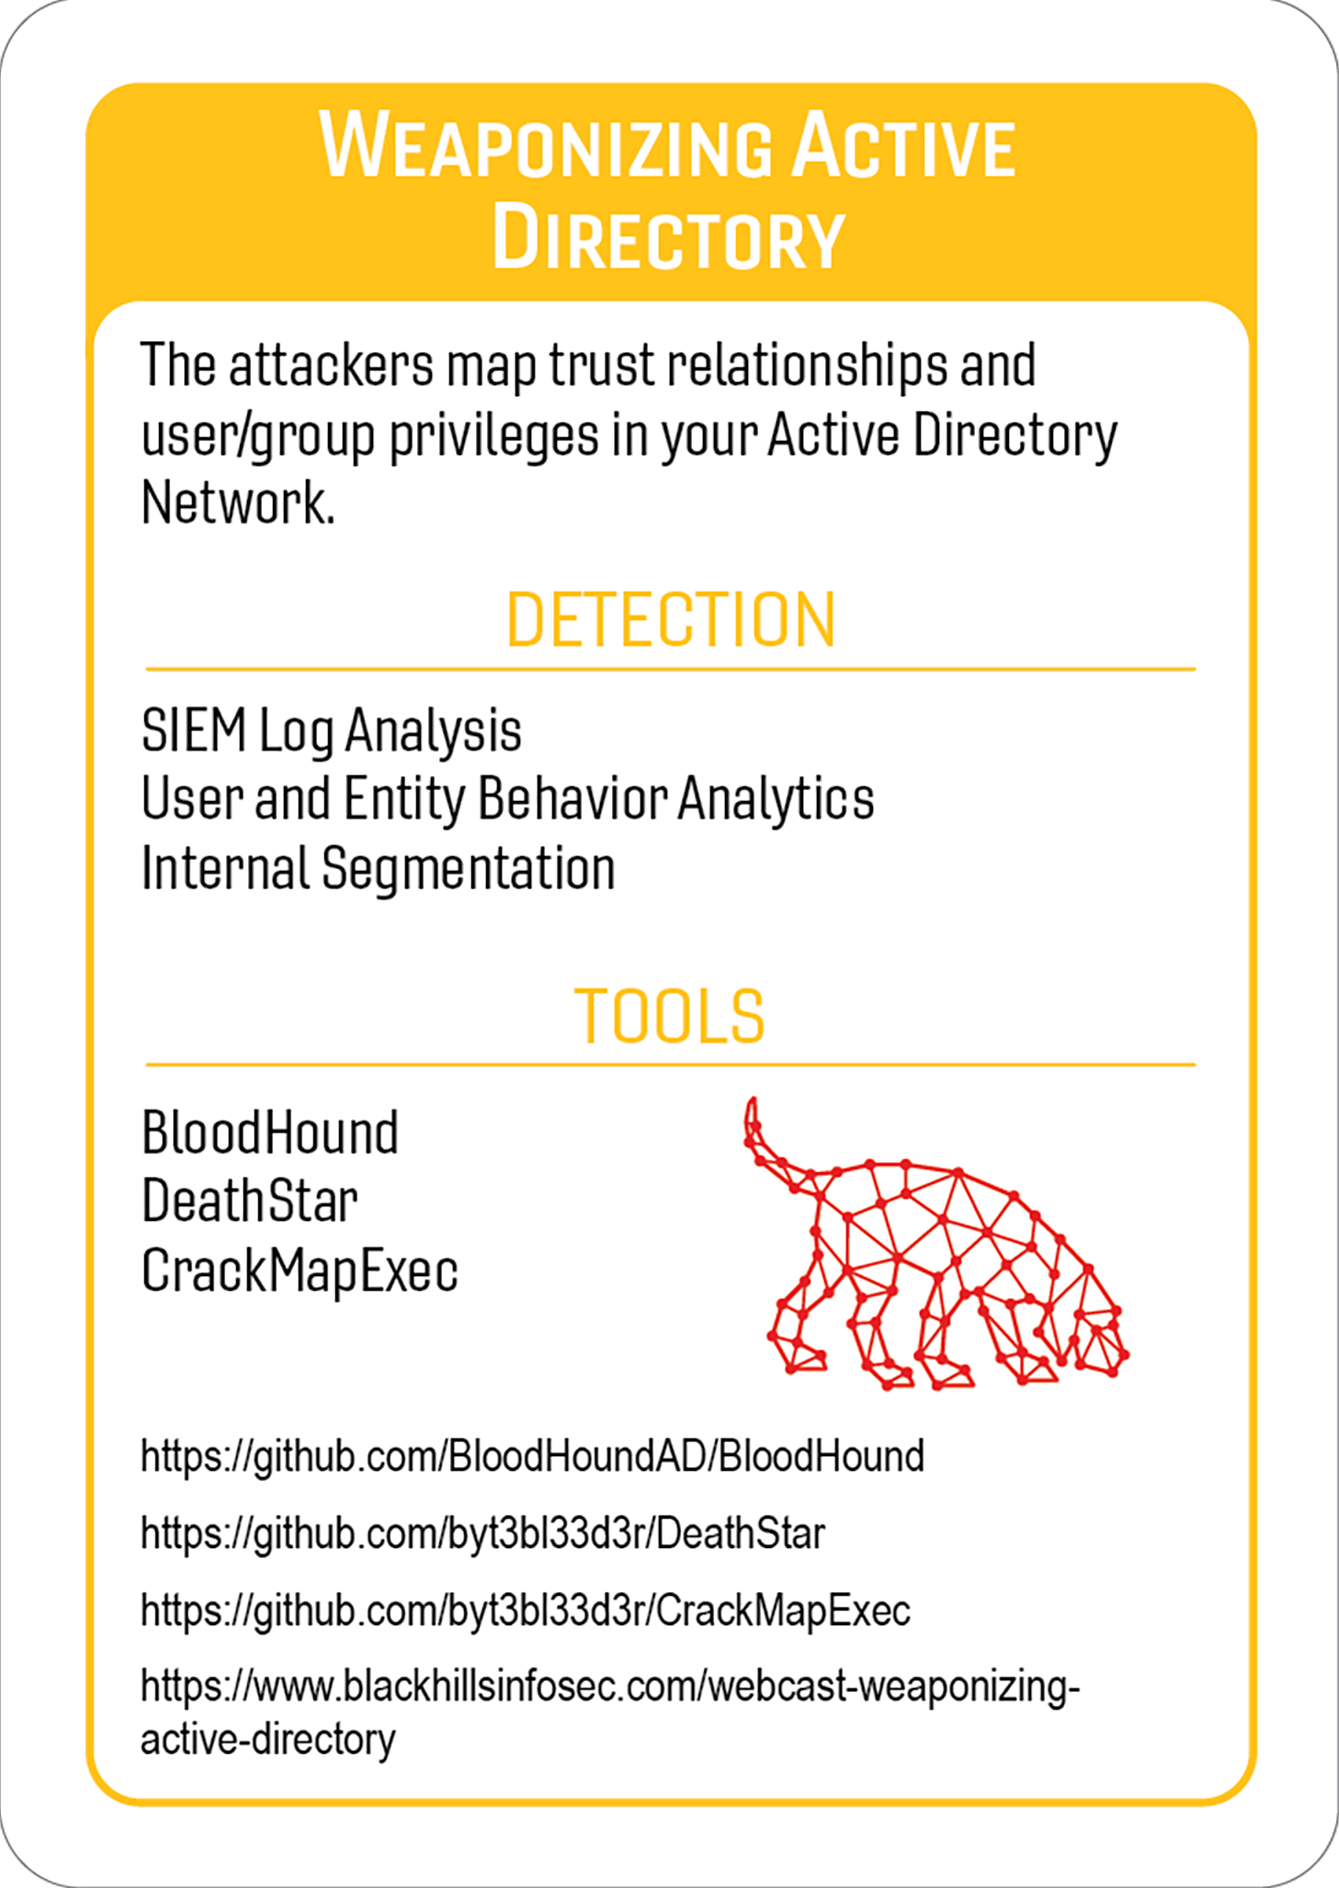 WEAPONIZING ACTIVE
DIRECTORY
The attackers map trust relationships and
user/group privileges in your Active Directory
Network.
DETECTION
SIEM Log Analysis
User and Entity Behavior Analytics
Internal Segmentation
TOOLS
BloodHound
DeathStar
CrackMapExec
https://github.com/BloodHoundAD/BloodHound
https://github.com/byt3bl33d3r/DeathStar
https://github.com/byt3bl33d3r/CrackMapExec
https://www.blackhillsinfosec.com/webcast-weaponizing-
active-directory